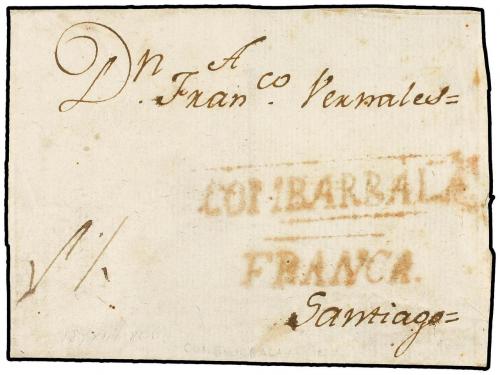 A
Dn. Franco. Vernales=
COMBARBALA
FRANCA.
Santiago=